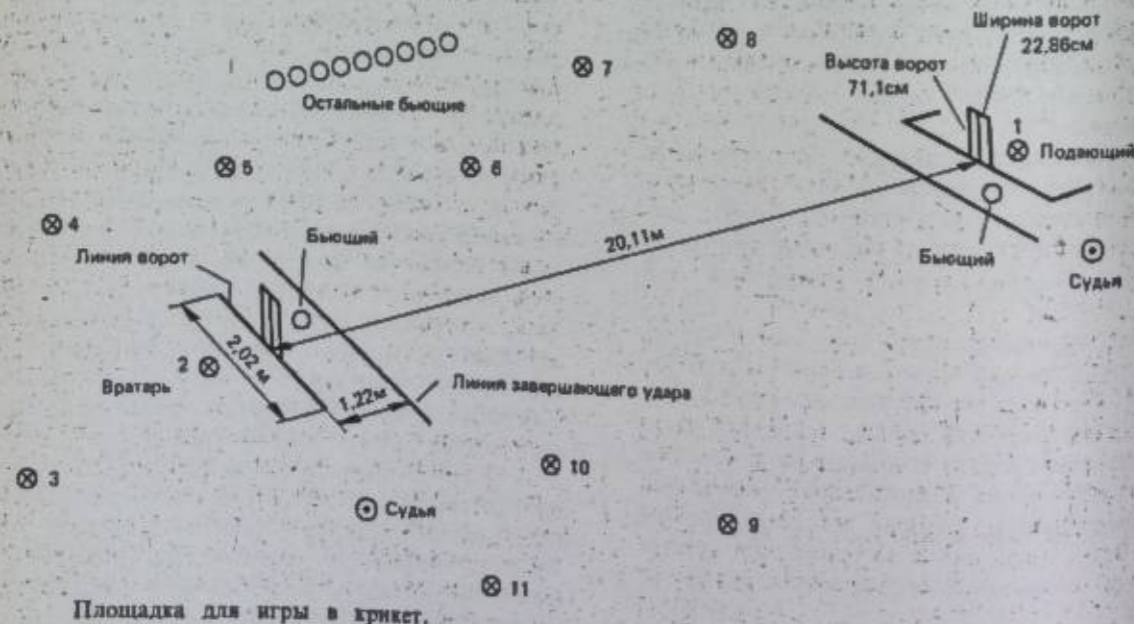 Ширина ворот
22,86см
8
7
Высота ворот
71,1см
Остальные бьющие
1
Подающий
5
6
4
Бьющий
20,11м
Бьющий
Линия ворот
Судья
2,02 м
2
Вратарь
1,22м
Линия завершающего удара
10
3
Судья
9
11
Площадка для игры в крикет.